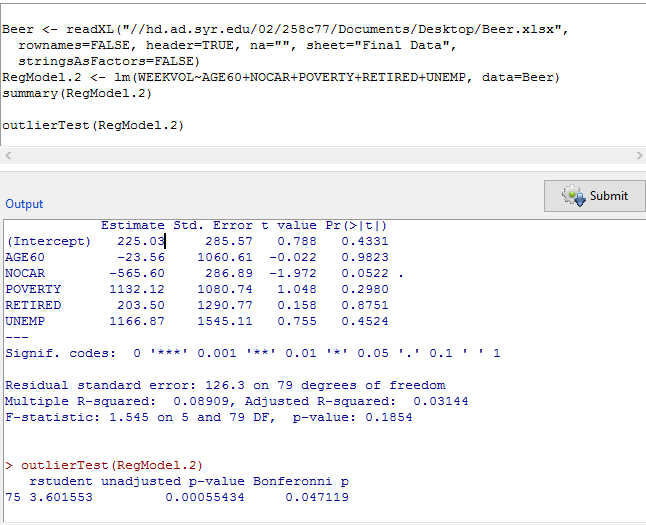 Beer <- readXL("//hd.ad.syr.edu/02/258c77/Documents/Desktop/Beer.xlsx",
  rownames=FALSE, header=TRUE, na="", sheet="Final Data",
  stringsAsFactors=FALSE)
RegModel.2 <- lm(WEEKVOL~AGE60+NOCAR+POVERTY+RETIRED+UNEMP, data=Beer)
summary(RegModel.2)
outlierTest(RegModel.2)
Submit
Output
            Estimate Std. Error t value Pr(>|t|)
(Intercept)   225.03     285.57   0.788   0.4331
AGE60         -23.56    1060.61  -0.022   0.9823
NOCAR        -565.60     286.89  -1.972   0.0522 .
POVERTY      1132.12    1080.74   1.048   0.2980
RETIRED       203.50    1290.77   0.158   0.8751
UNEMP        1166.87    1545.11   0.755   0.4524
---
Signif. codes:  0 '***' 0.001 '**' 0.01 '*' 0.05 '.' 0.1 ' ' 1
Residual standard error: 126.3 on 79 degrees of freedom
Multiple R-squared:  0.08909, Adjusted R-squared:  0.03144
F-statistic: 1.545 on 5 and 79 DF,  p-value: 0.1854
> outlierTest(RegModel.2)
   rstudent unadjusted p-value Bonferonni p
75 3.601553         0.00055434     0.047119